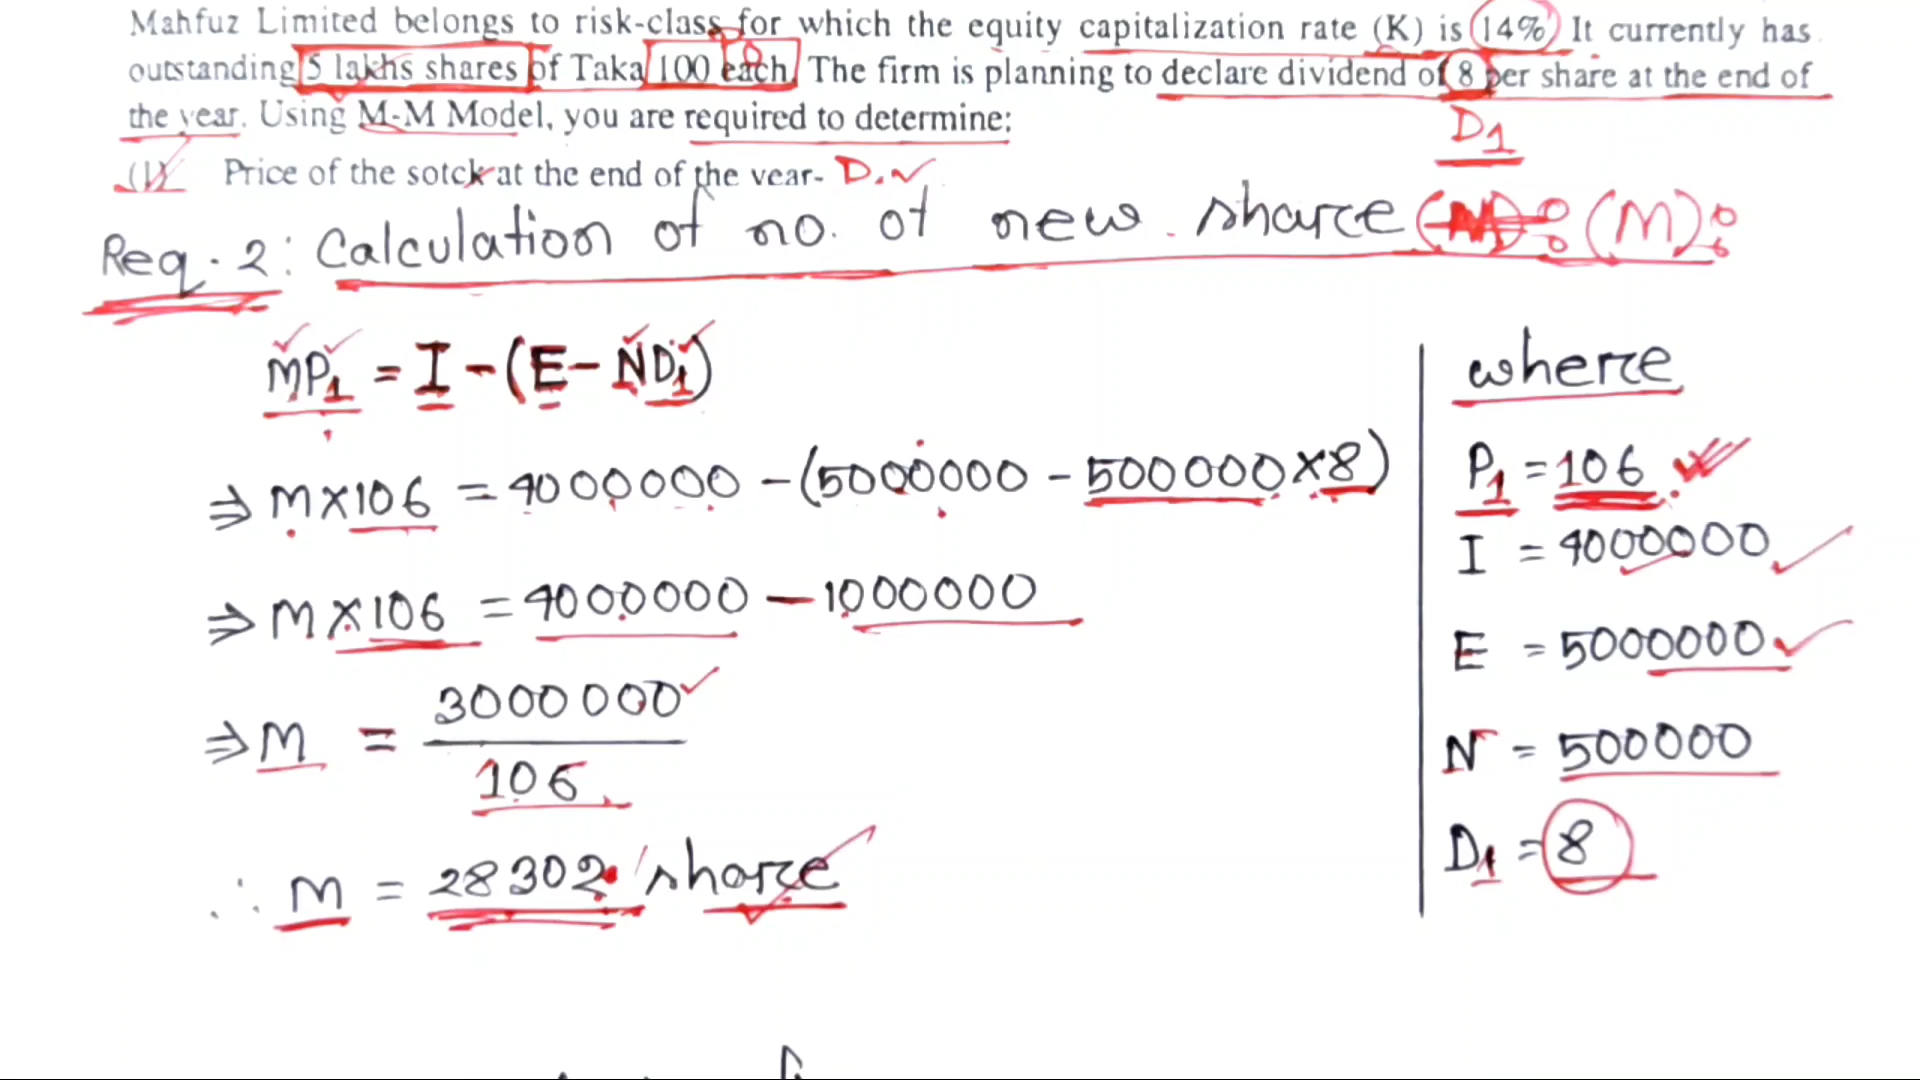 Mahfuz Limited belongs to risk-class for which the equity capitalization rate (K) is 14% It currently has
outstanding 5 lakhs shares of Taka 100 each. The firm is planning to declare dividend of 8 per share at the end of
the year. Using M-M Model, you are required to determine:
D1
(1) Price of the sotck at the end of the year- D.
Req. 2: Calculation of no. of new share (M):
MP1 = I - (E - ND1)
⇒ M×106 = 4000000 - (5000000 - 500000×8)
⇒ M×106 = 4000000 - 1000000
⇒ M = 3000000
106
∴ M = 28302 share
where
P1 = 106
I = 4000000
E = 5000000
N = 500000
D1 = 8